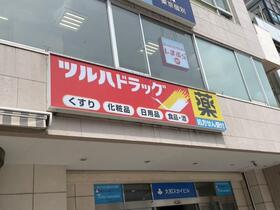 ツルハドラッグ
くすり 化粧品 日用品 食品・酒
薬
処方せん受付
大和スカイビル